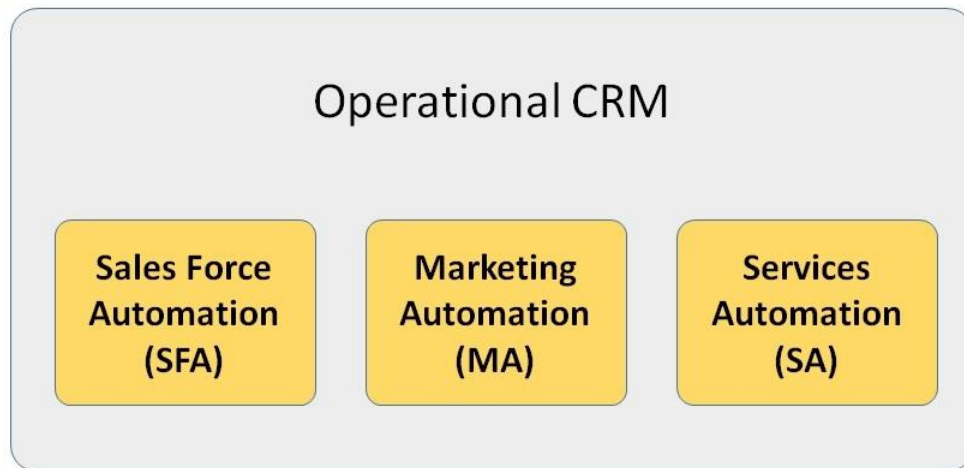 Operational CRM
Sales Force
Automation
(SFA)
Marketing
Automation
(MA)
Services
Automation
(SA)